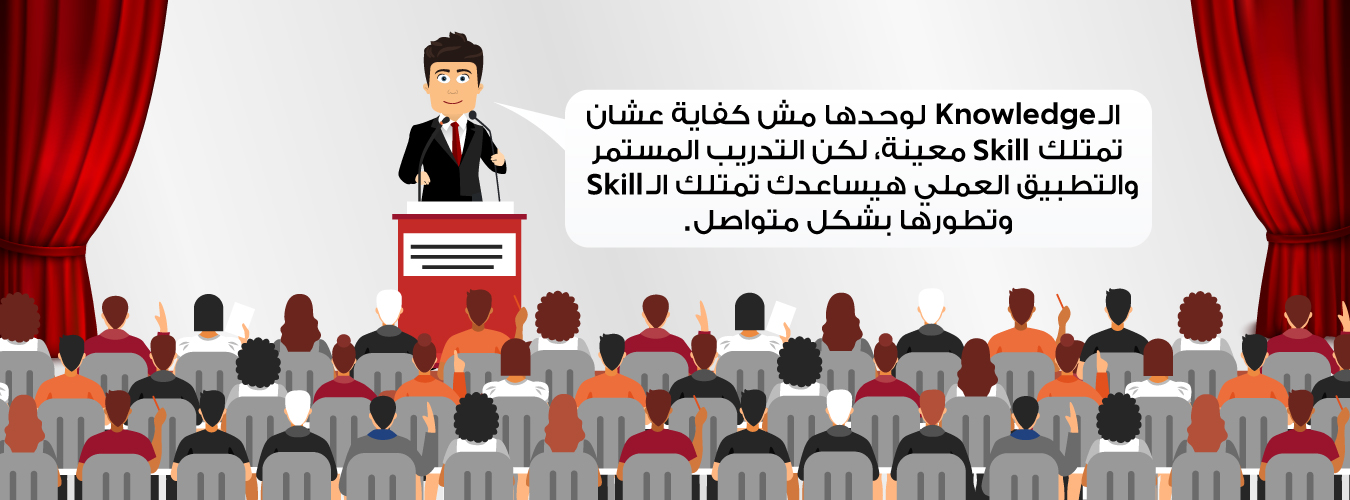 الـKnowledge لوحدها مش كفاية عشان
تمتلك Skill معينة، لكن التدريب المستمر
والتطبيق العملي هيساعدك تمتلك الـSkill
وتطورها بشكل متواصل.